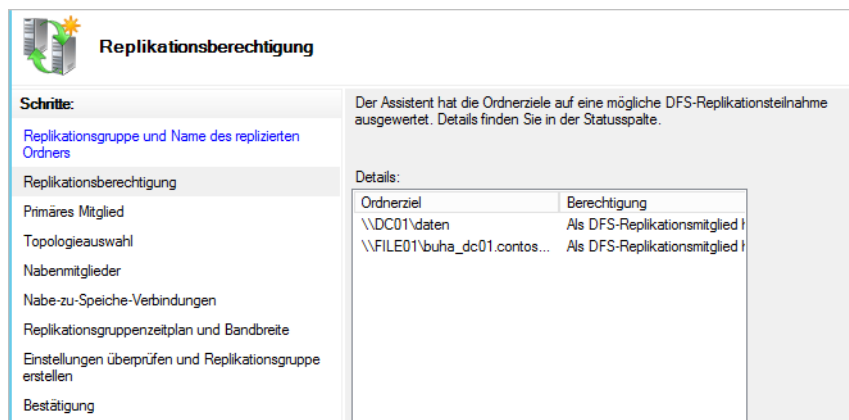 Replikationsberechtigung
Schritte:
Replikationsgruppe und Name des replizierten
Ordners
Replikationsberechtigung
Primäres Mitglied
Topologieauswahl
Nabenmitglieder
Nabe-zu-Speiche-Verbindungen
Replikationsgruppenzeitplan und Bandbreite
Einstellungen überprüfen und Replikationsgruppe
erstellen
Bestätigung
Der Assistent hat die Ordnerziele auf eine mögliche DFS-Replikationsteilnahme
ausgewertet. Details finden Sie in der Statusspalte.
Details:
Ordnerziel Berechtigung
\\DC01\daten Als DFS-Replikationsmitglied h
\\FILE01\buha_dc01.contos... Als DFS-Replikationsmitglied h